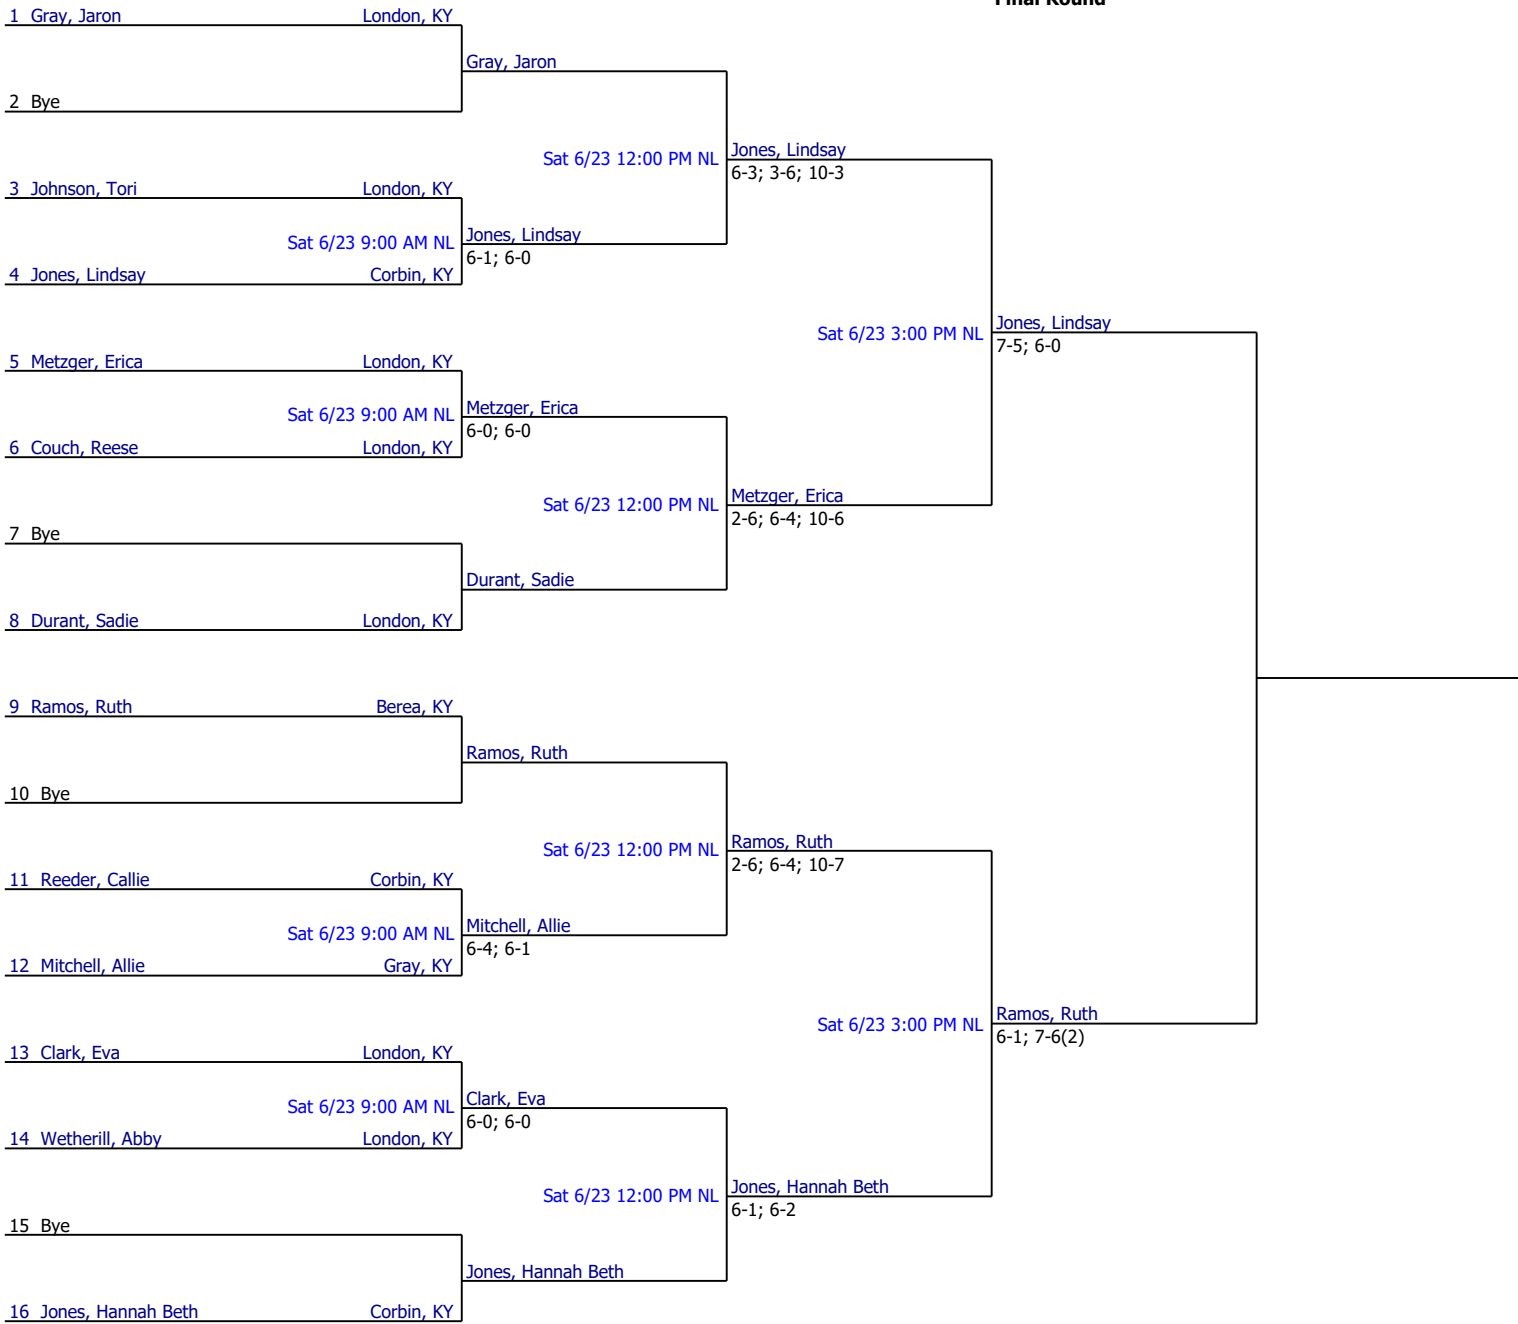 Final Round
1 Gray, Jaron London, KY
Gray, Jaron
2 Bye
Sat 6/23 12:00 PM NL Jones, Lindsay
6-3; 3-6; 10-3
3 Johnson, Tori London, KY
Sat 6/23 9:00 AM NL Jones, Lindsay
6-1; 6-0
4 Jones, Lindsay Corbin, KY
Sat 6/23 3:00 PM NL Jones, Lindsay
7-5; 6-0
5 Metzger, Erica London, KY
Sat 6/23 9:00 AM NL Metzger, Erica
6-0; 6-0
6 Couch, Reese London, KY
Sat 6/23 12:00 PM NL Metzger, Erica
2-6; 6-4; 10-6
7 Bye
Durant, Sadie
8 Durant, Sadie London, KY
9 Ramos, Ruth Berea, KY
Ramos, Ruth
10 Bye
Sat 6/23 12:00 PM NL Ramos, Ruth
2-6; 6-4; 10-7
11 Reeder, Callie Corbin, KY
Sat 6/23 9:00 AM NL Mitchell, Allie
6-4; 6-1
12 Mitchell, Allie Gray, KY
Sat 6/23 3:00 PM NL Ramos, Ruth
6-1; 7-6(2)
13 Clark, Eva London, KY
Sat 6/23 9:00 AM NL Clark, Eva
6-0; 6-0
14 Wetherill, Abby London, KY
Sat 6/23 12:00 PM NL Jones, Hannah Beth
6-1; 6-2
15 Bye
Jones, Hannah Beth
16 Jones, Hannah Beth Corbin, KY